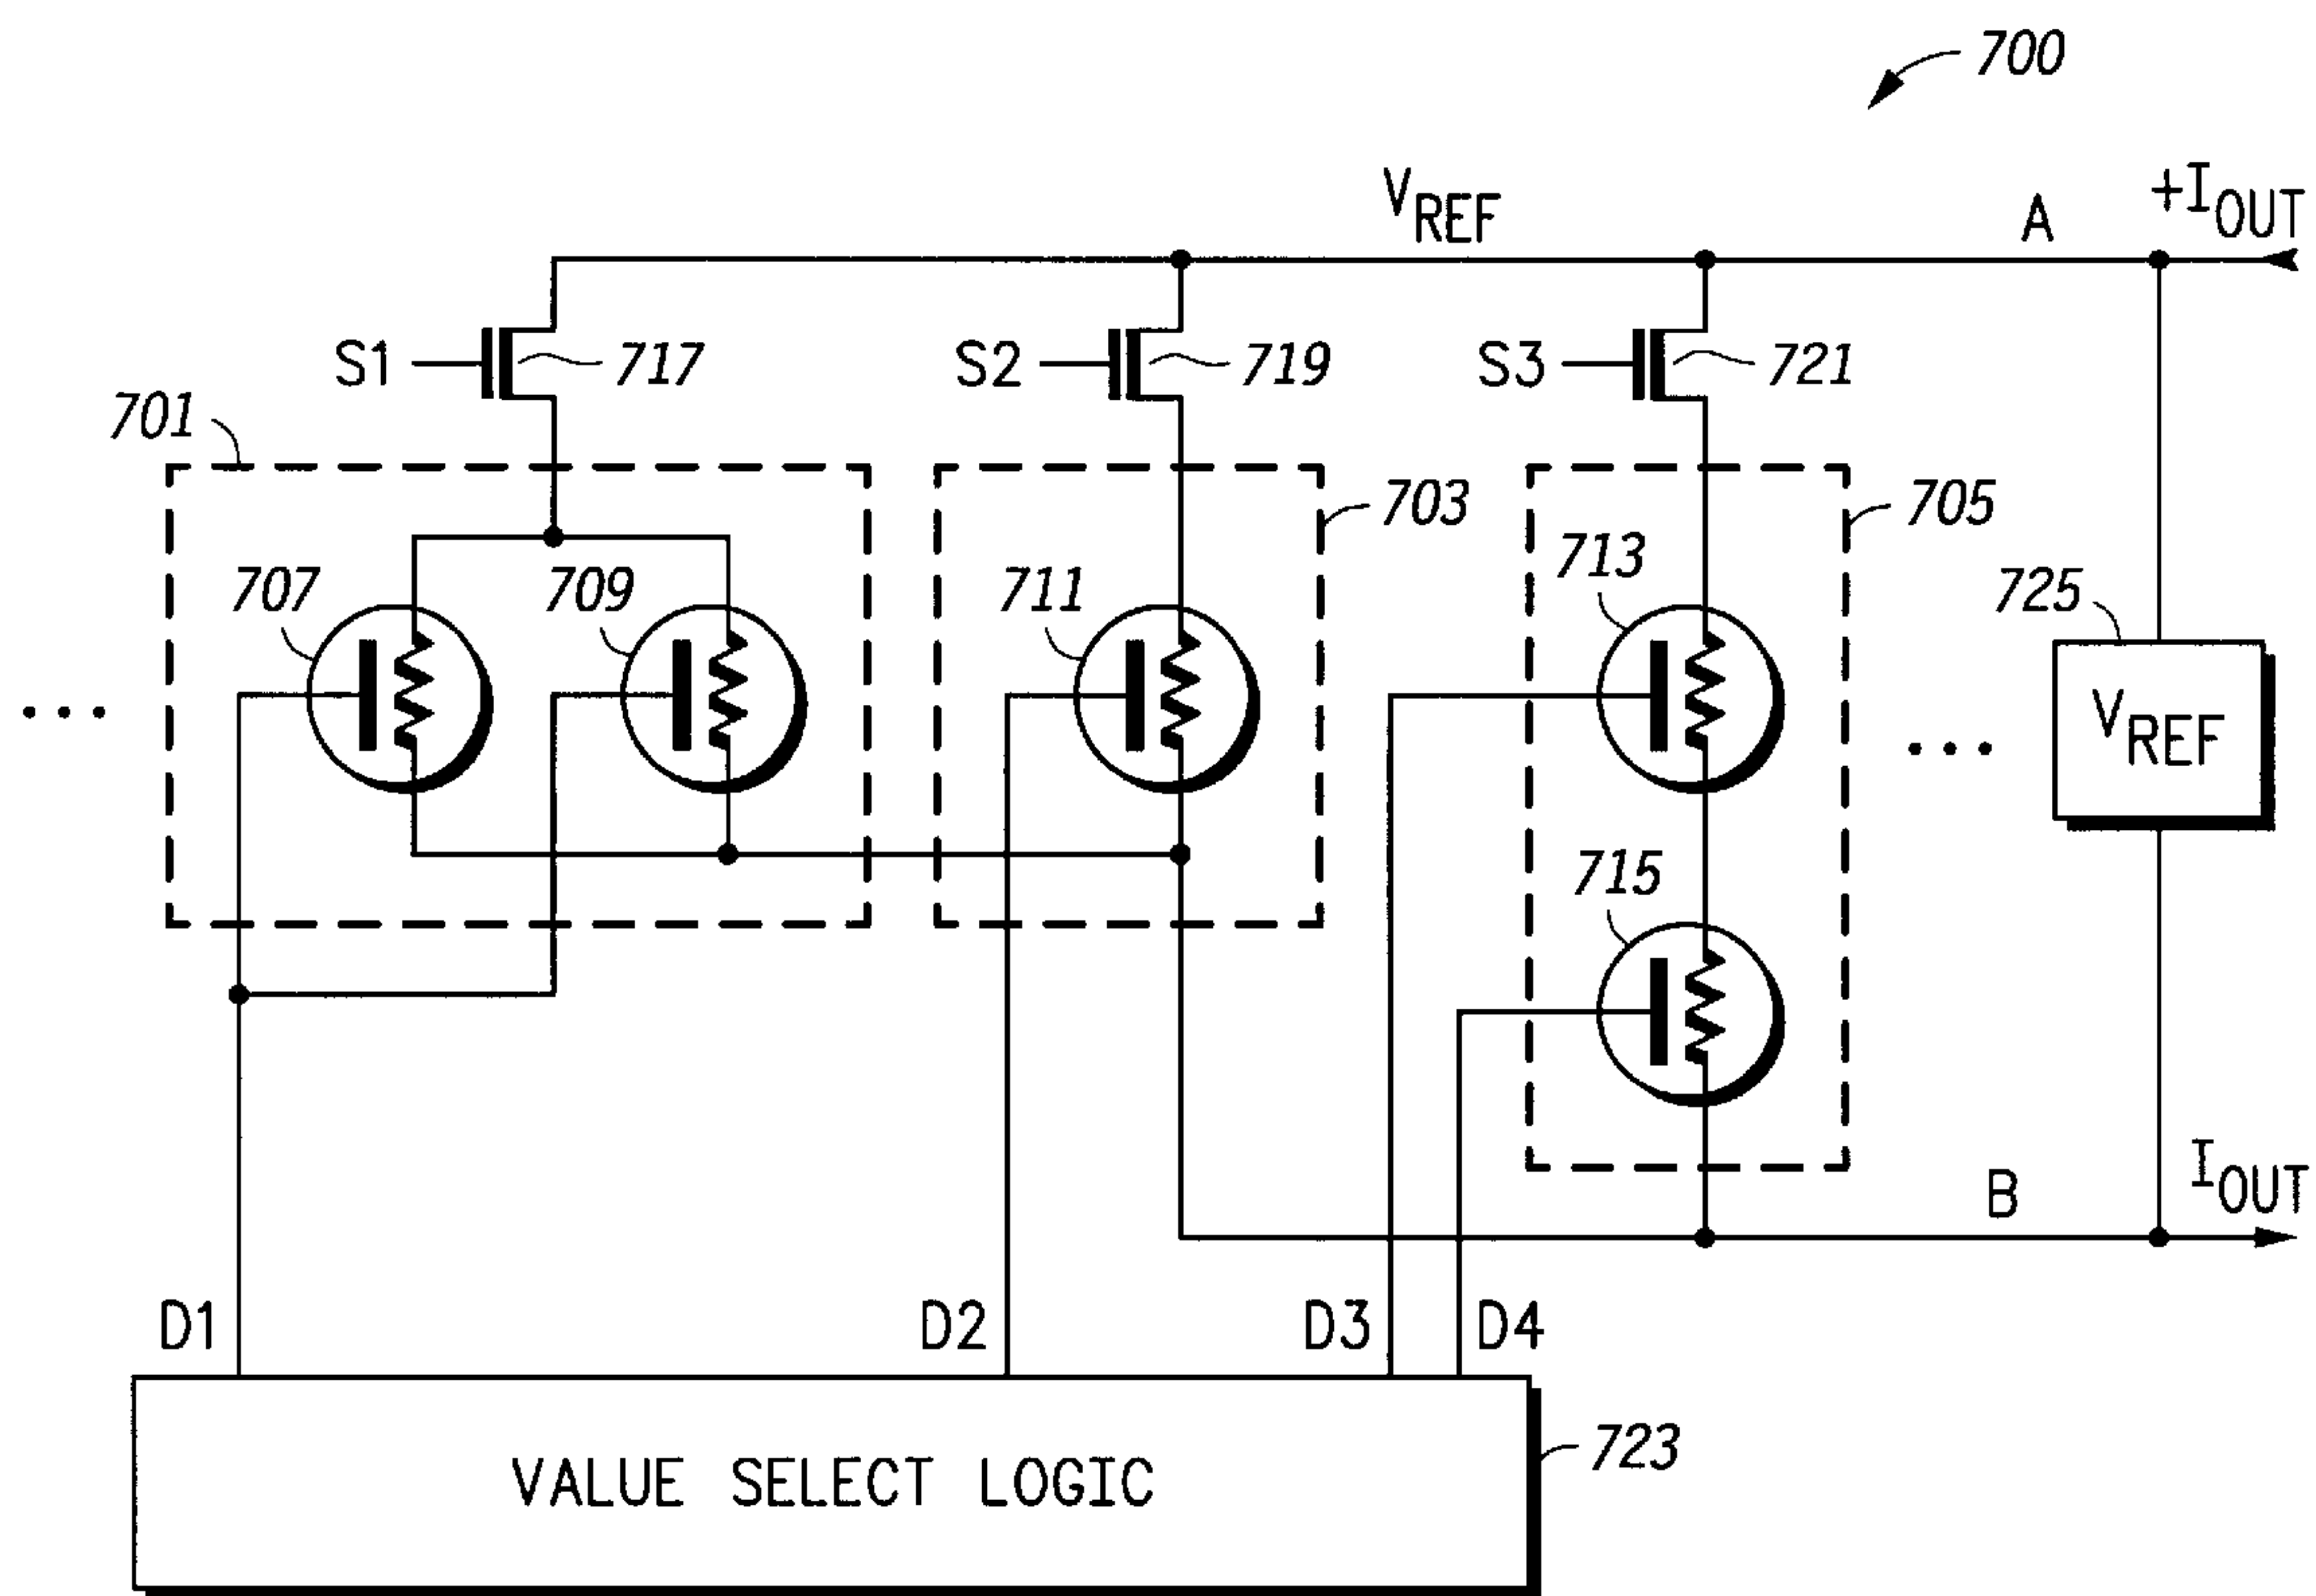 700
VREF
A
+IOUT
S1
717
S2
719
S3
721
701
703
705
707
709
711
713
725
VREF
...
...
715
B
IOUT
D1
D2
D3
D4
VALUE SELECT LOGIC
723